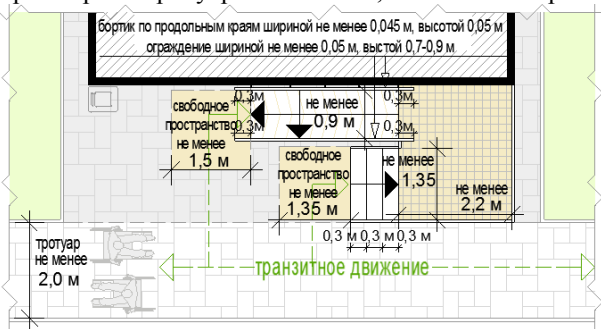 бортик по продольным краям шириной не менее 0,045 м, высотой 0,05 м
ограждение шириной не менее 0,05 м, выстой 0,7-0,9 м
0,3м
0,3м
свободное
пространство
не менее
1,5 м
не менее
0,9 м
0,3м
0,3м
свободное
пространство
не менее
1,35 м
не менее
1,35
не менее
2,2 м
0,3 м 0,3 м 0,3
тротуар
не менее
2,0 м
транзитное движение